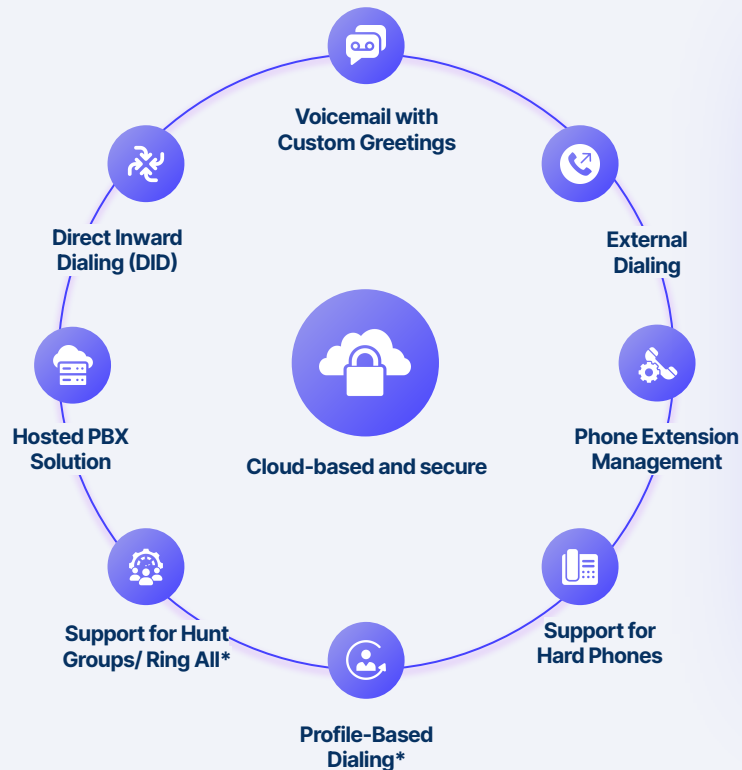 Voicemail with
Custom Greetings
External
Dialing
Phone Extension
Management
Support for
Hard Phones
Profile-Based
Dialing*
Support for Hunt
Groups/ Ring All*
Hosted PBX
Solution
Direct Inward
Dialing (DID)
Cloud-based and secure